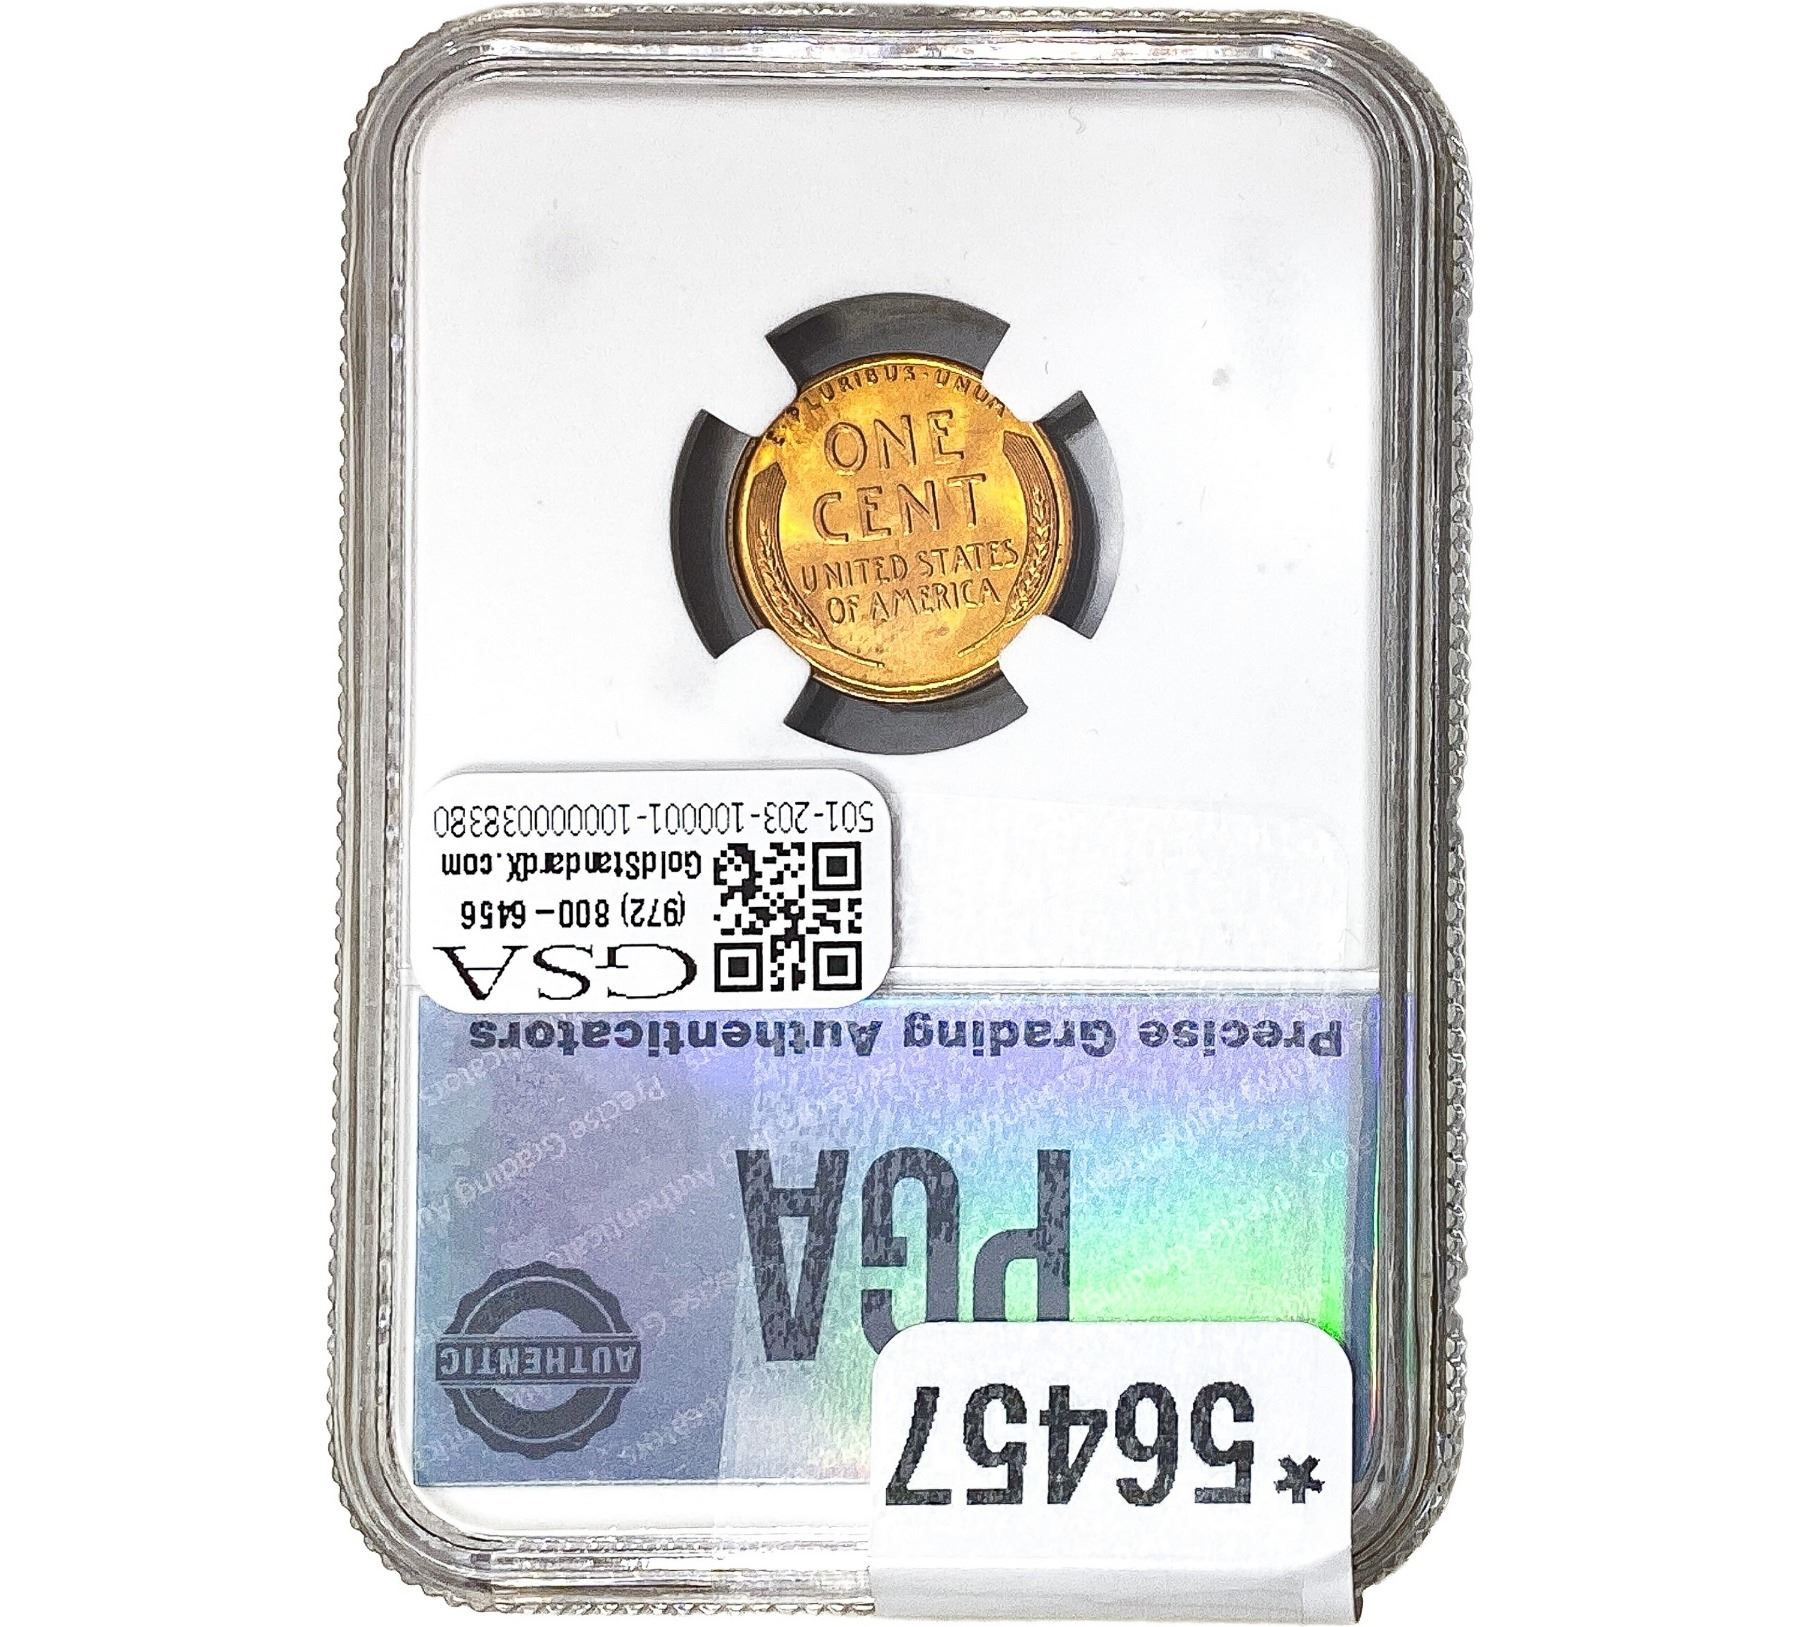 E·PLURIBUS·UNUM
ONE
CENT
UNITED STATES
OF AMERICA
*56457
PGA
AUTHENTIC
Precise Grading Authenticators
GSA
(972) 800-6456
GoldStandardX.com
501-203-100001-10000038380